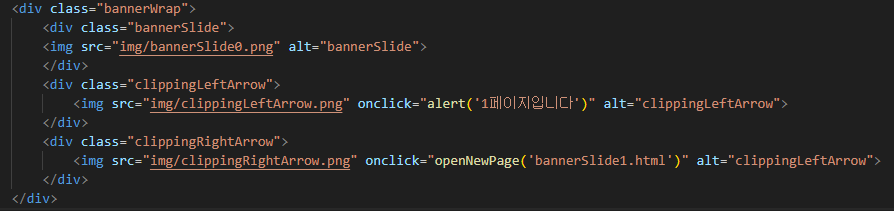 <div class="bannerWrap">
    <div class="bannerSlide">
    <img src="img/bannerSlide0.png" alt="bannerSlide">
    </div>
    <div class="clippingLeftArrow">
        <img src="img/clippingLeftArrow.png" onclick="alert('1페이지입니다')" alt="clippingLeftArrow">
    </div>
    <div class="clippingRightArrow">
        <img src="img/clippingRightArrow.png" onclick="openNewPage('bannerSlide1.html')" alt="clippingLeftArrow">
    </div>
</div>